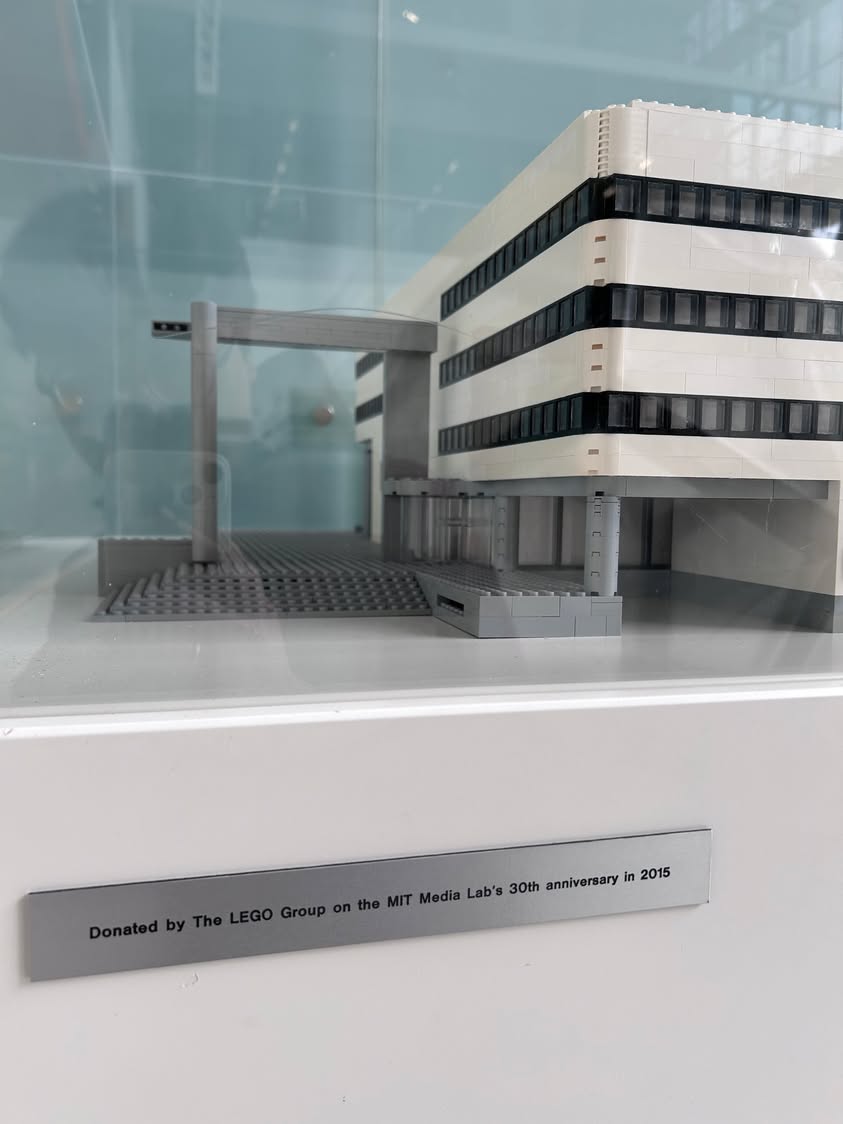 Donated by The LEGO Group on the MIT Media Lab's 30th anniversary in 2015